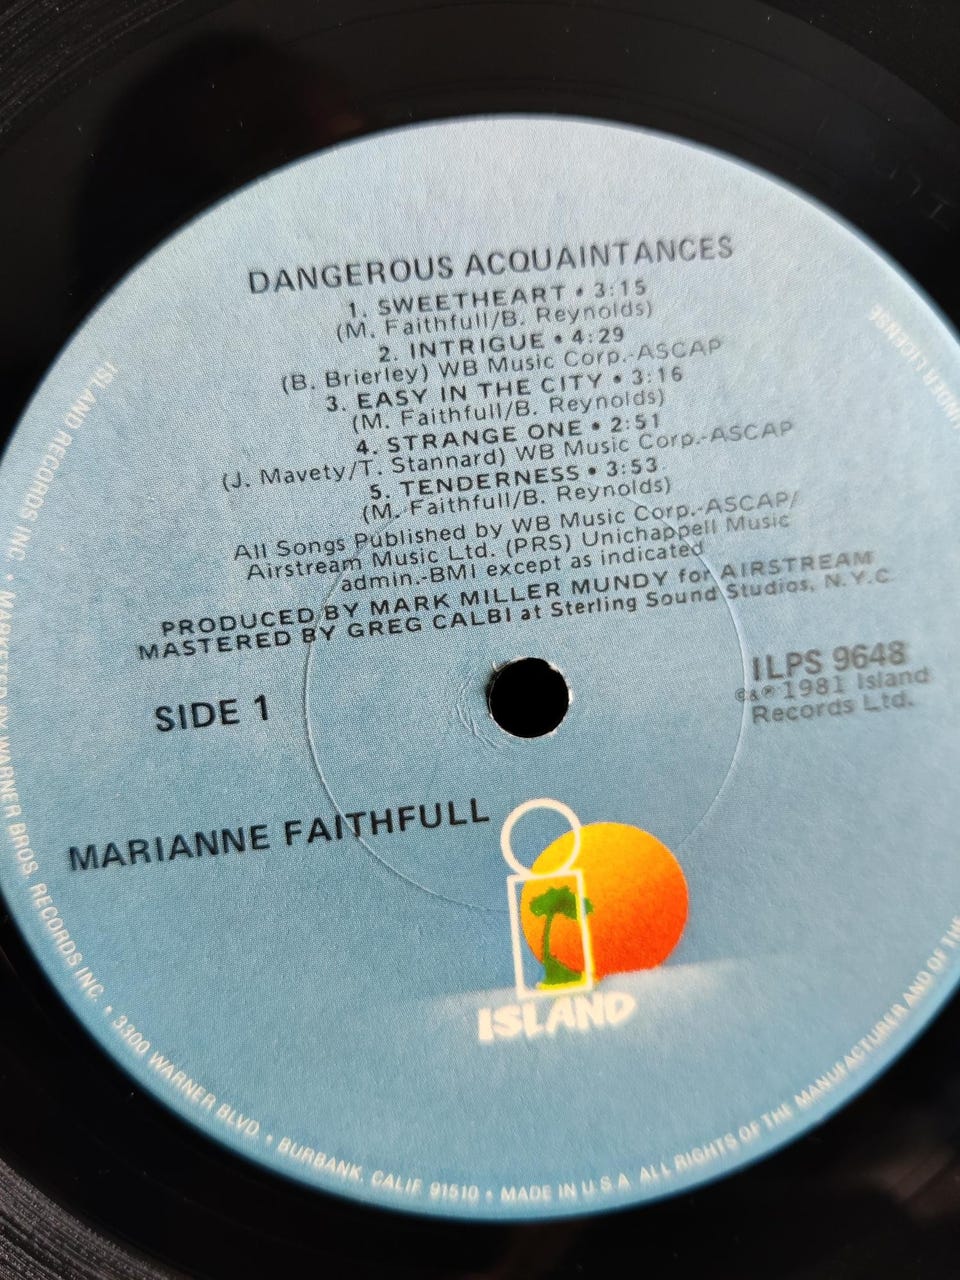 DANGEROUS ACQUAINTANCES
1. SWEETHEART • 3:15
(M. Faithfull/B. Reynolds)
2. INTRIGUE • 4:29
(B. Brierley) WB Music Corp.-ASCAP
3. EASY IN THE CITY • 3:16
(M. Faithfull/B. Reynolds)
4. STRANGE ONE • 2:51
(J. Mavety/T. Stannard) WB Music Corp.-ASCAP
5. TENDERNESS • 3:53
(M. Faithfull/B. Reynolds)
All Songs Published by WB Music Corp.-ASCAP/
Airstream Music Ltd. (PRS) Unichappell Music
admin.-BMI except as indicated
PRODUCED BY MARK MILLER MUNDY for AIRSTREAM
MASTERED BY GREG CALBI at Sterling Sound Studios, N.Y.C.
SIDE 1
ILPS 9648
©&℗ 1981 Island
Records Ltd.
MARIANNE FAITHFULL
ISLAND
ISLAND RECORDS INC. • MARKETED BY WARNER BROS. RECORDS INC. • 3300 WARNER BLVD. • BURBANK, CALIF 91510 • MADE IN U S A ALL RIGHTS OF THE MANUFACTURER AND OF THE
UNDER LICENSE